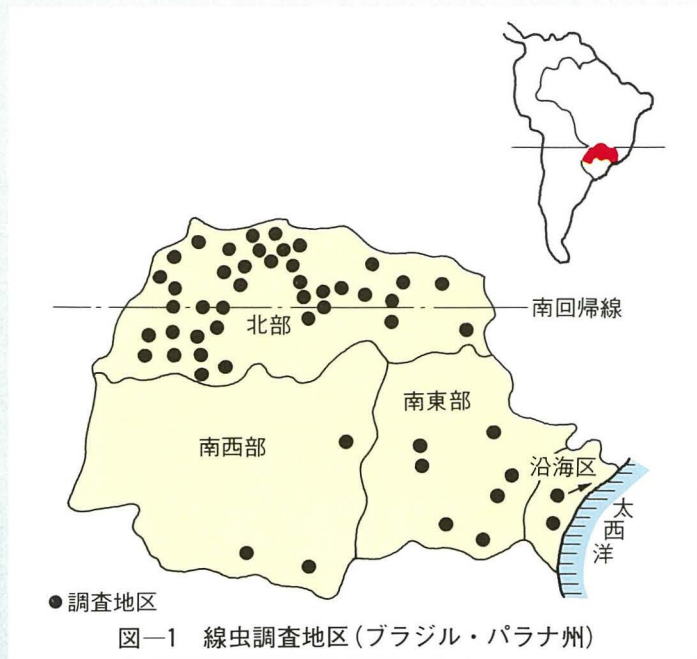 南回帰線
北部
南東部
南西部
沿海区
太西洋
●調査地区
図―1 線虫調査地区(ブラジル・パラナ州)